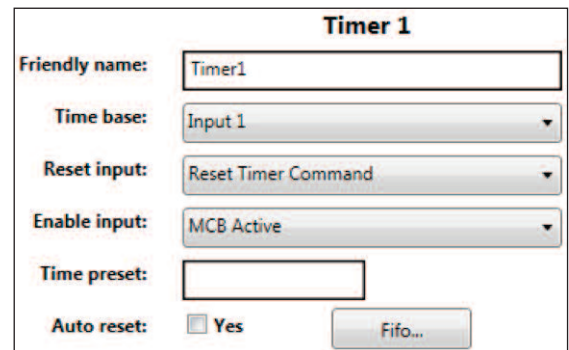 Timer 1
Friendly name: Timer1
Time base: Input 1
Reset input: Reset Timer Command
Enable input: MCB Active
Time preset:
Auto reset: Yes Fifo...